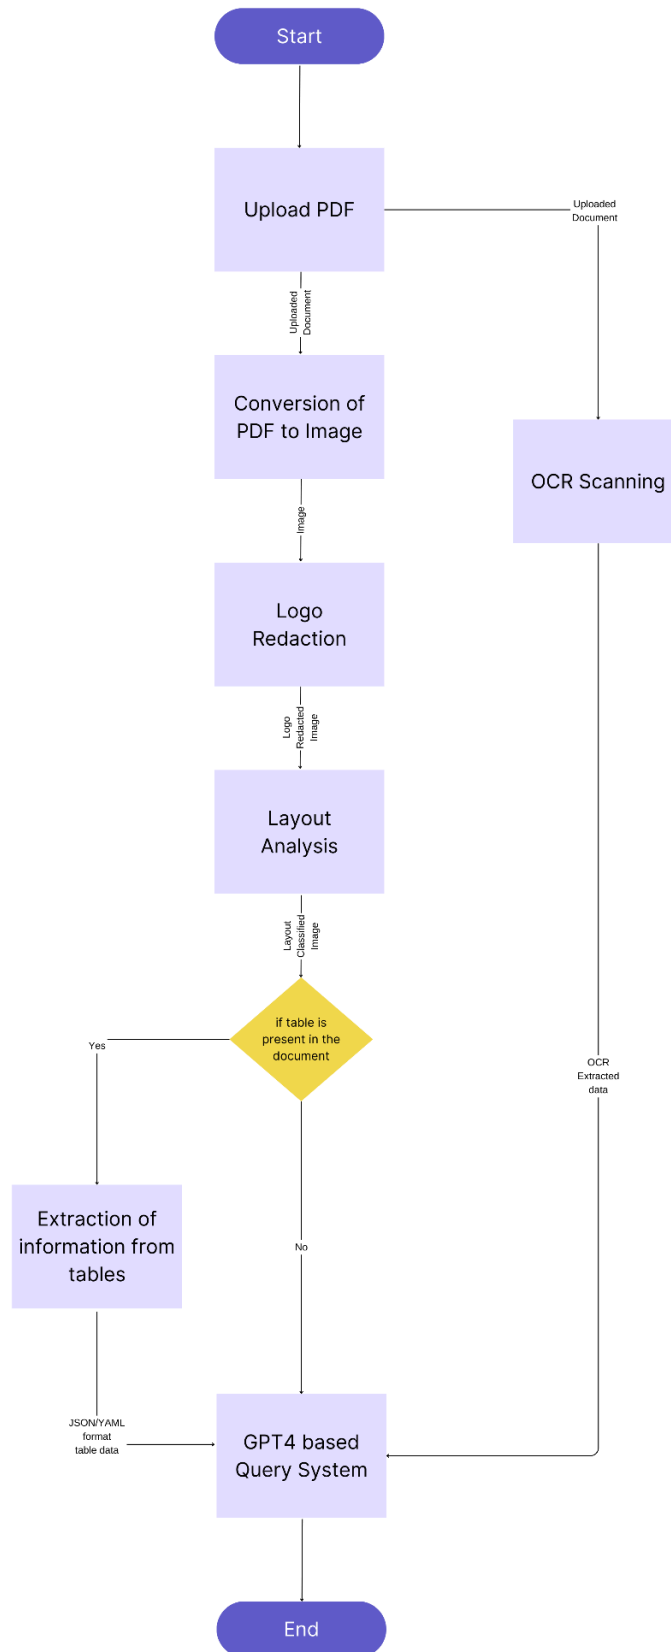 Start
Upload PDF
Uploaded
Document
Uploaded
Document
Conversion of
PDF to Image
OCR Scanning
Image
Logo
Redaction
Logo
Redacted
Image
Layout
Analysis
Layout
Classified
Image
if table is
present in the
document
Yes
OCR
Extracted
data
Extraction of
information from
tables
No
JSON/YAML
format
table data
GPT4 based
Query System
End